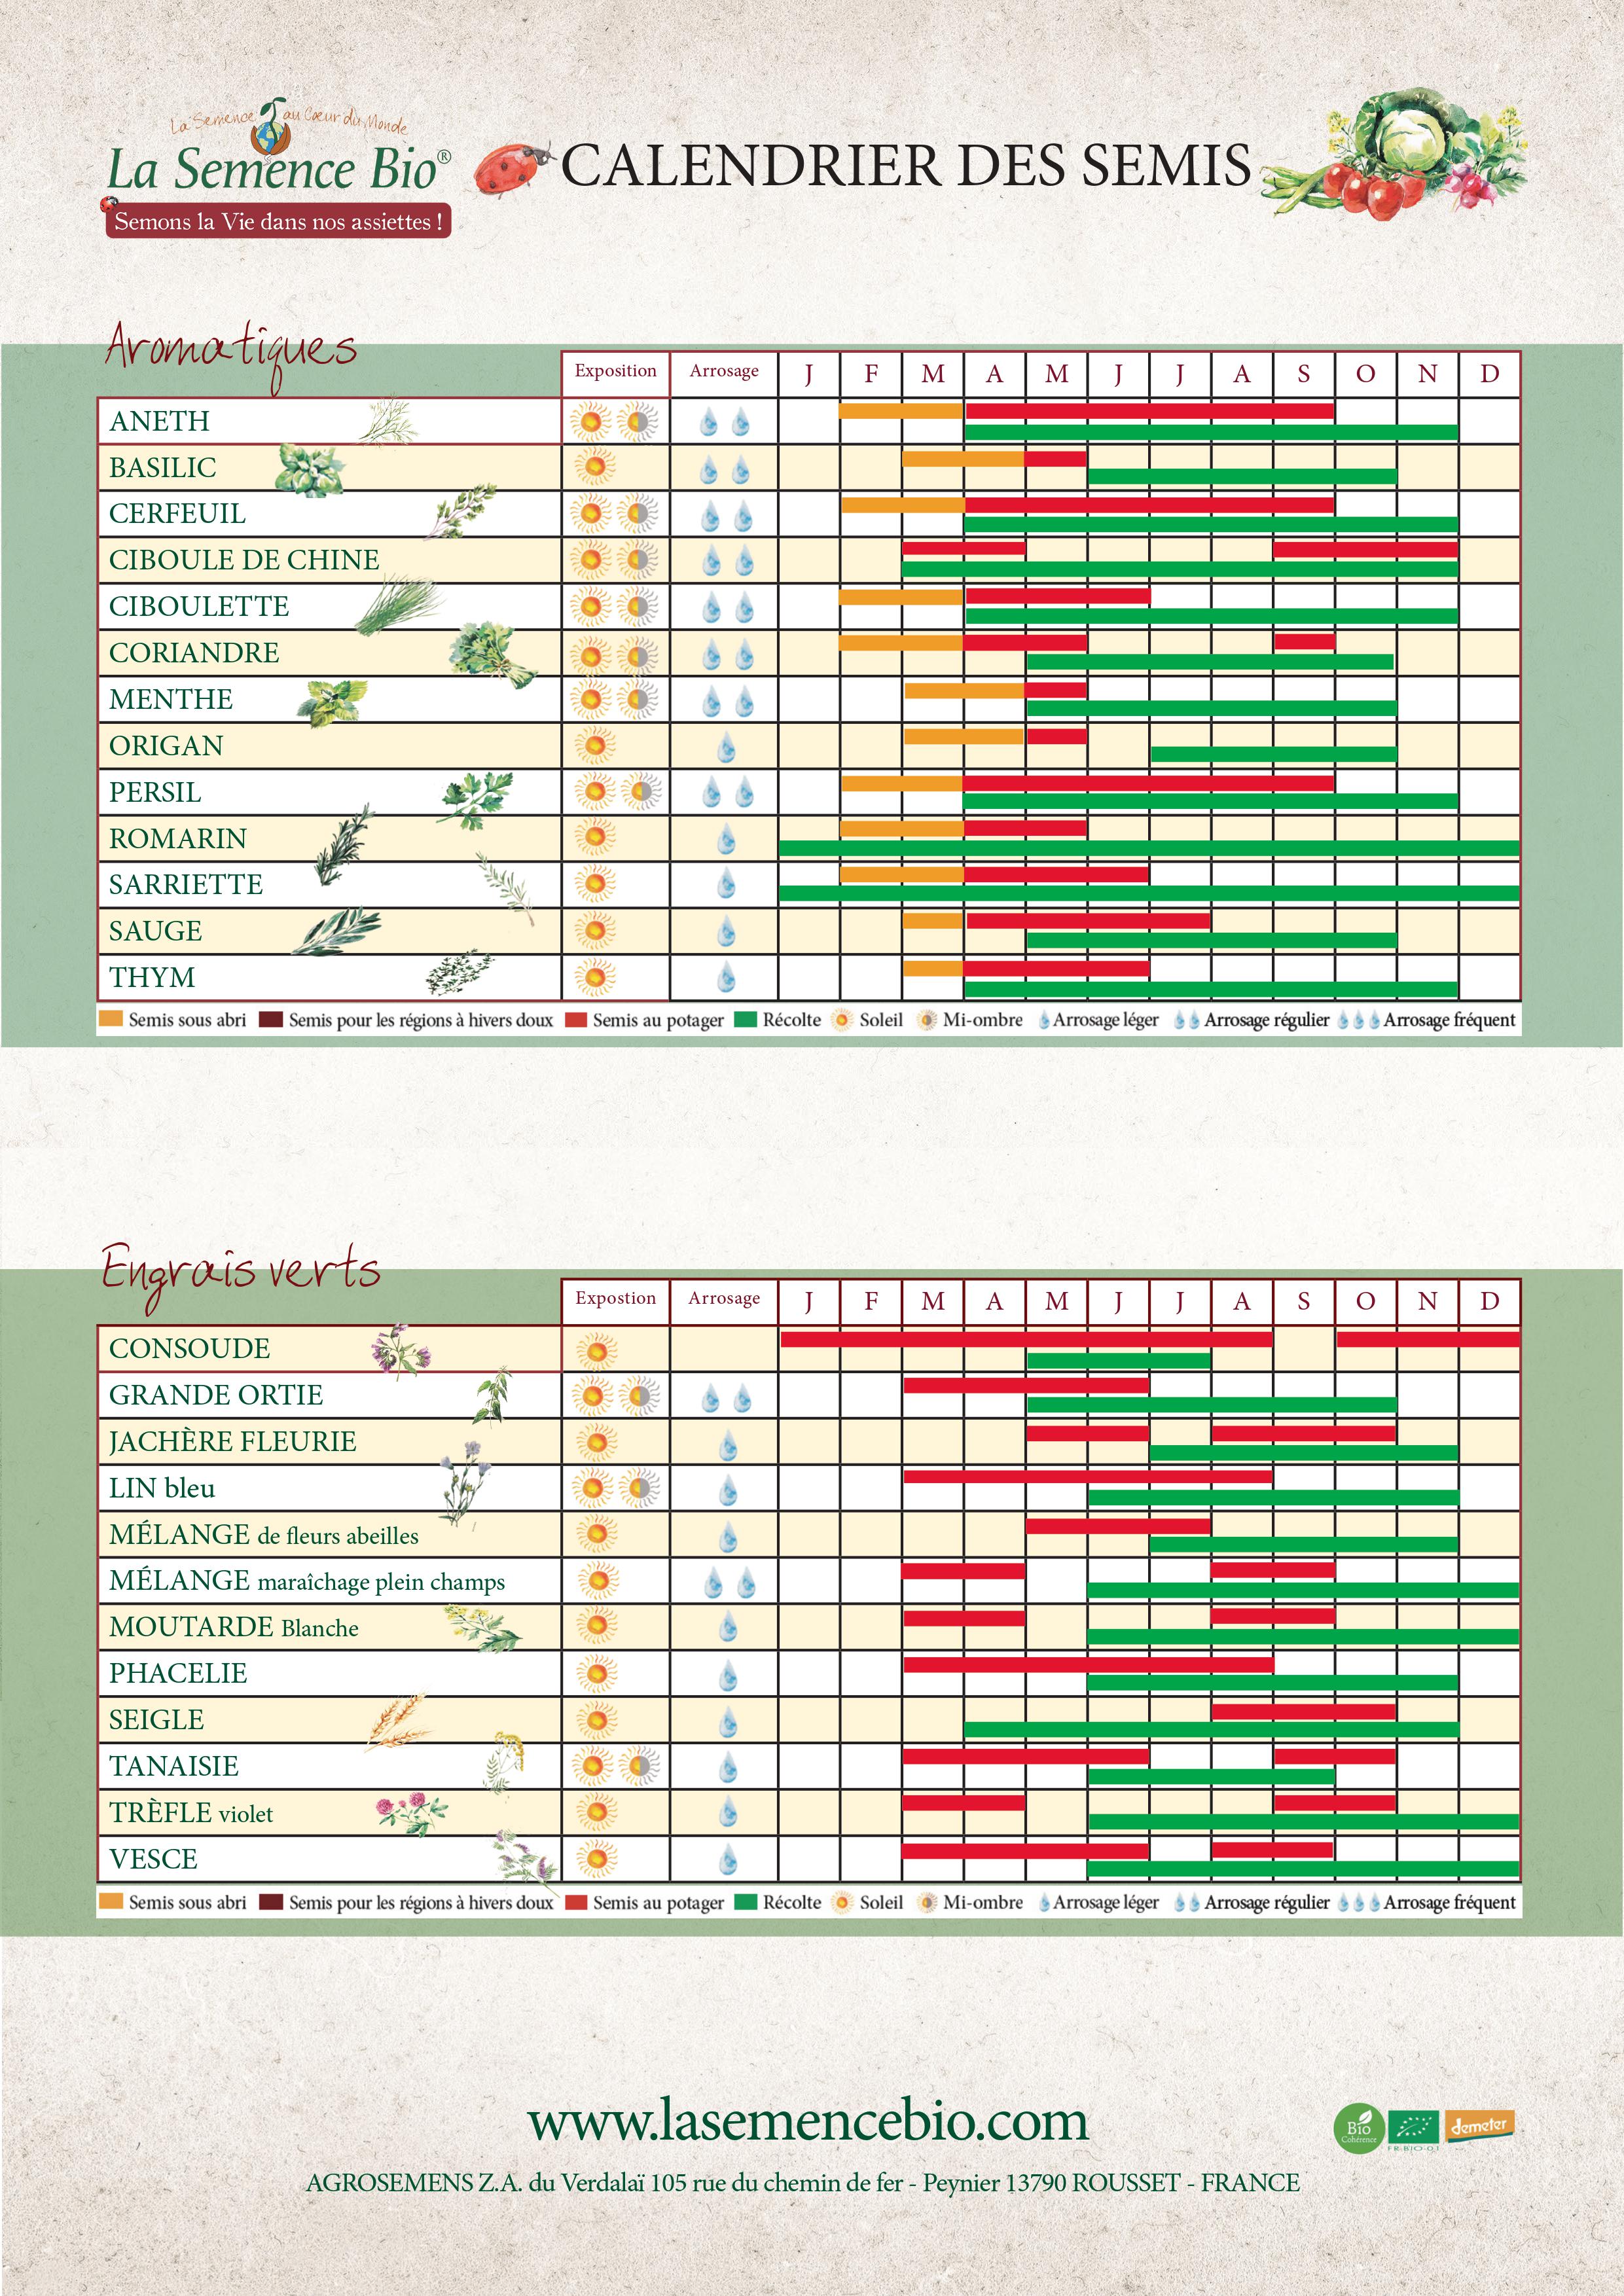 La Semence au Cœur du Monde
La Semence Bio®
Semons la Vie dans nos assiettes !
CALENDRIER DES SEMIS
Aromatiques
Exposition Arrosage J F M A M J J A S O N D
ANETH
BASILIC
CERFEUIL
CIBOULE DE CHINE
CIBOULETTE
CORIANDRE
MENTHE
ORIGAN
PERSIL
ROMARIN
SARRIETTE
SAUGE
THYM
Semis sous abri Semis pour les régions à hivers doux Semis au potager Récolte Soleil Mi-ombre Arrosage léger Arrosage régulier Arrosage fréquent
Engrais verts
Expostion Arrosage J F M A M J J A S O N D
CONSOUDE
GRANDE ORTIE
JACHÈRE FLEURIE
LIN bleu
MÉLANGE de fleurs abeilles
MÉLANGE maraîchage plein champs
MOUTARDE Blanche
PHACELIE
SEIGLE
TANAISIE
TRÈFLE violet
VESCE
Semis sous abri Semis pour les régions à hivers doux Semis au potager Récolte Soleil Mi-ombre Arrosage léger Arrosage régulier Arrosage fréquent
www.lasemencebio.com
Bio
Cohérence
FR-BIO-01
demeter
AGROSEMENS Z.A. du Verdalaï 105 rue du chemin de fer - Peynier 13790 ROUSSET - FRANCE